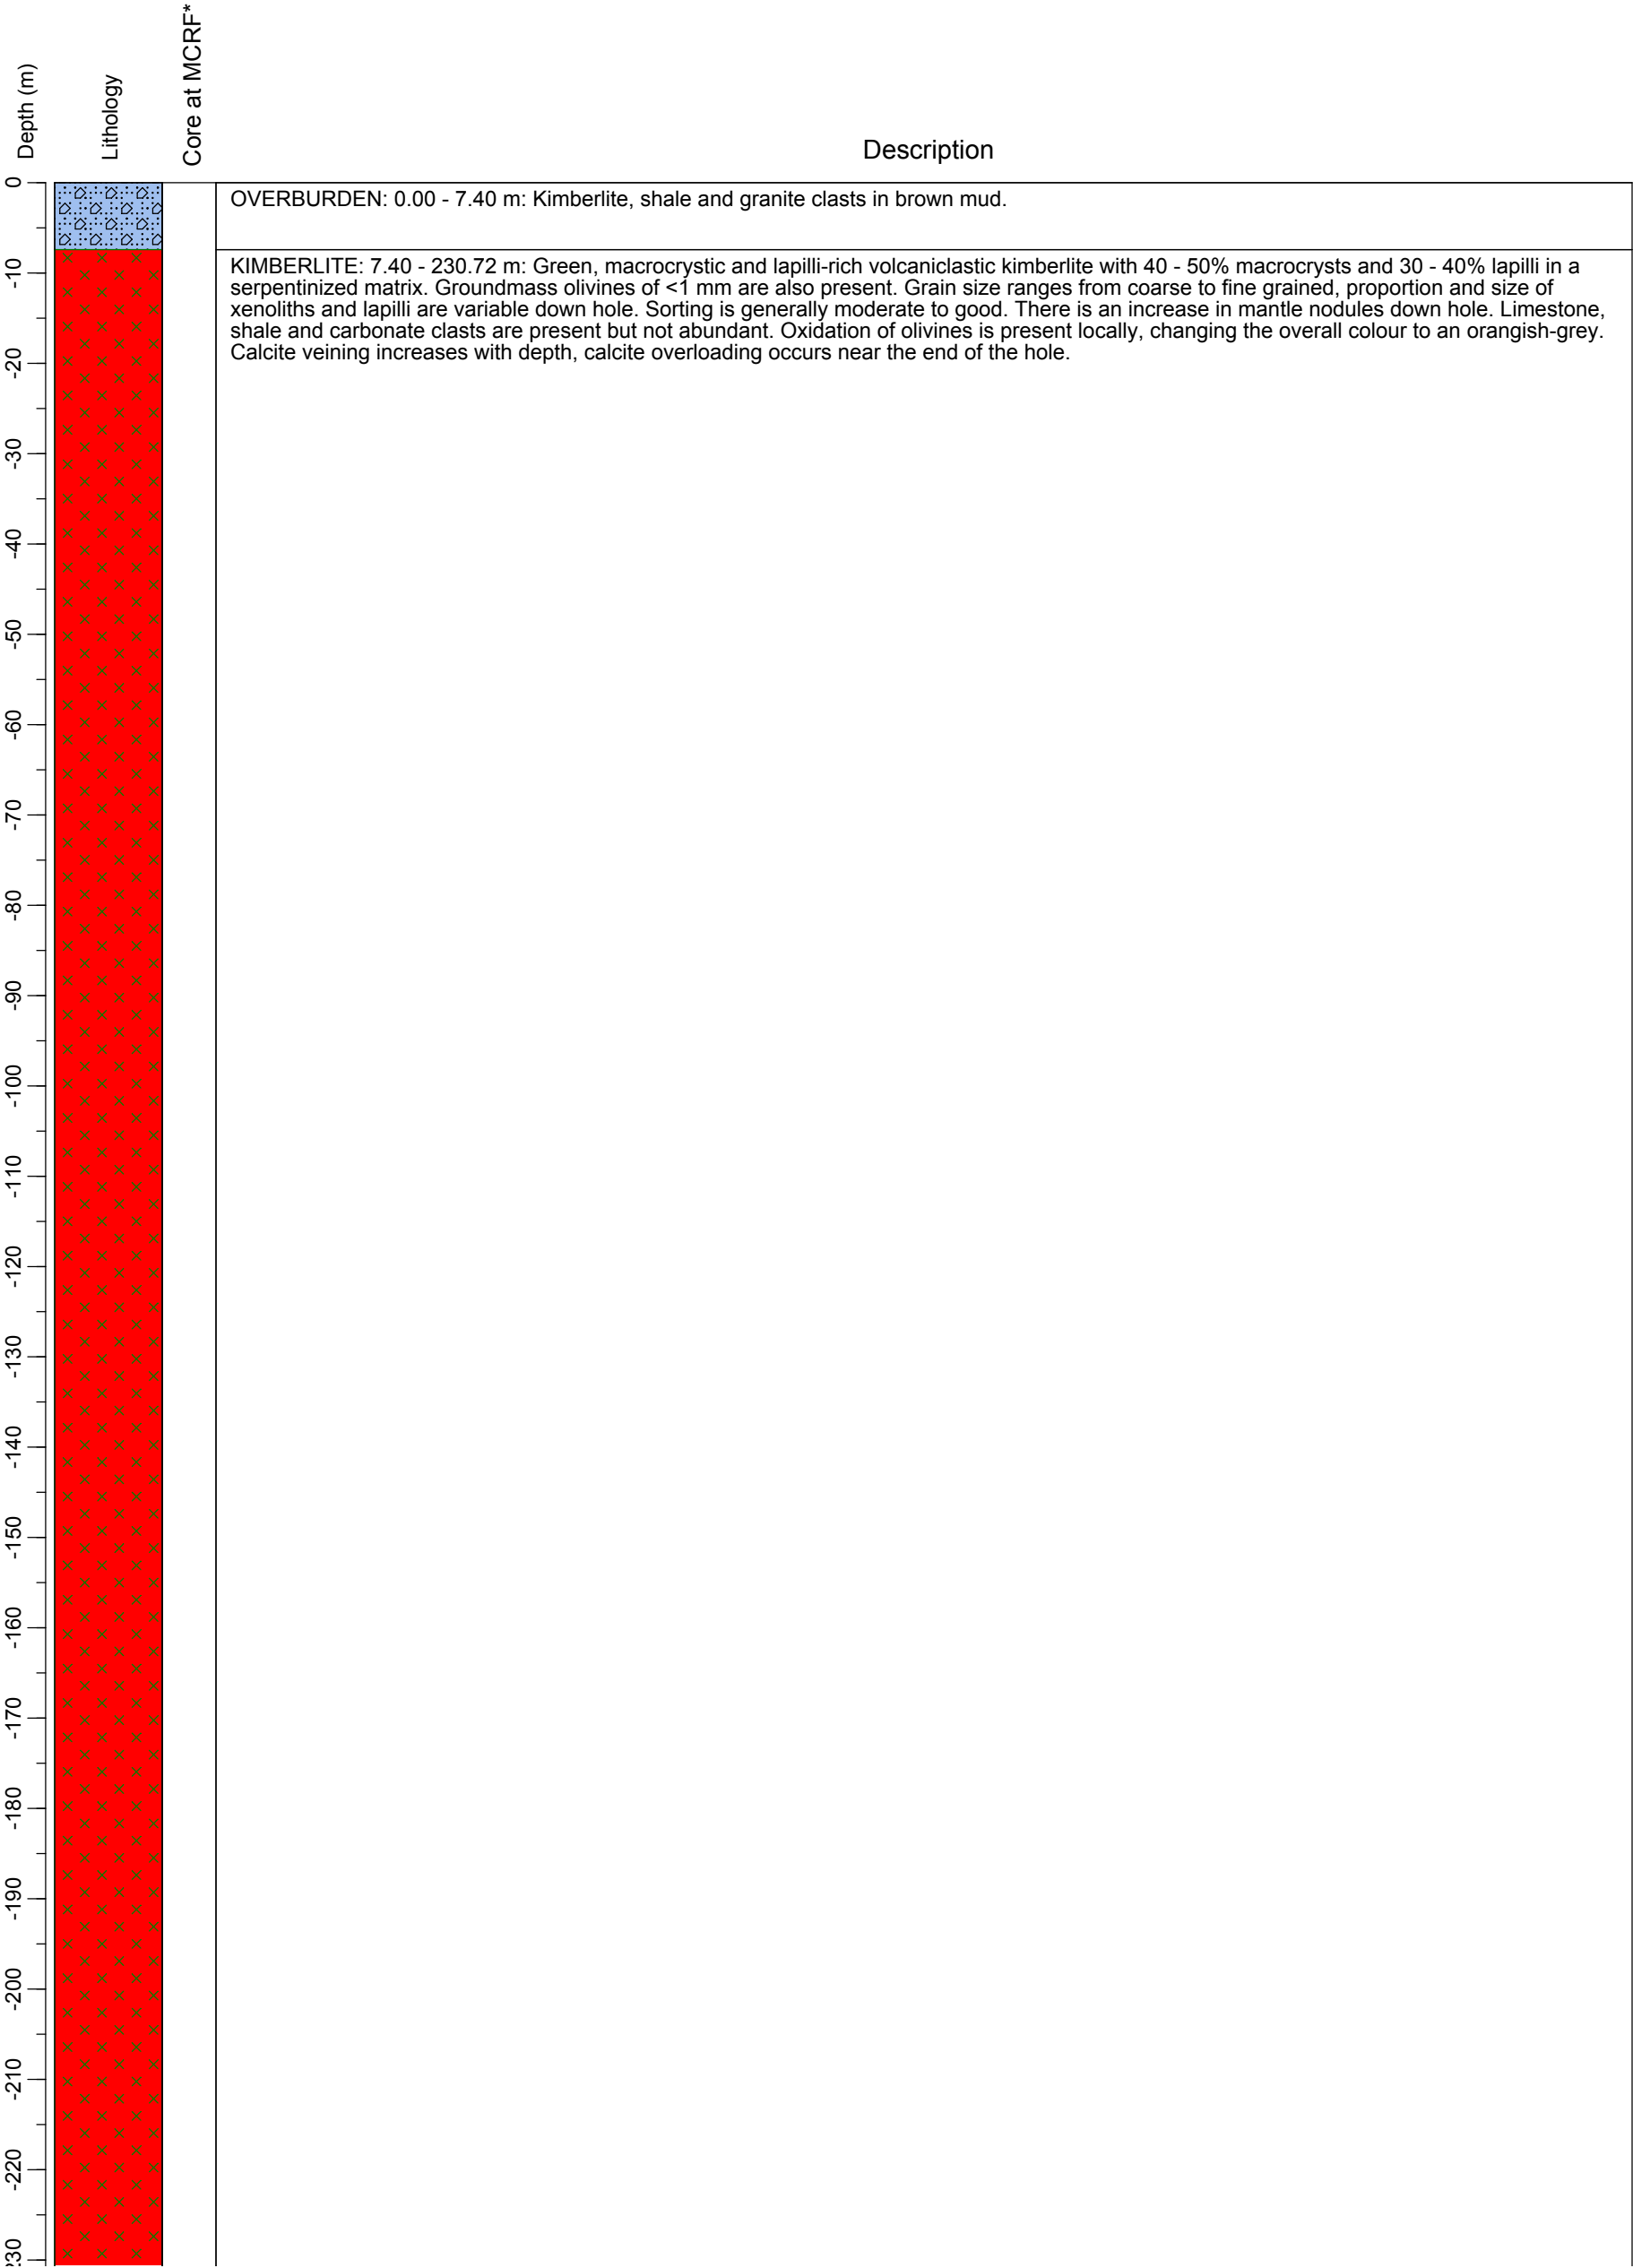 Depth (m)
Lithology
Core at MCRF*
Description
0
OVERBURDEN: 0.00 - 7.40 m: Kimberlite, shale and granite clasts in brown mud.
-10
KIMBERLITE: 7.40 - 230.72 m: Green, macrocrystic and lapilli-rich volcaniclastic kimberlite with 40 - 50% macrocrysts and 30 - 40% lapilli in a
serpentinized matrix. Groundmass olivines of <1 mm are also present. Grain size ranges from coarse to fine grained, proportion and size of
xenoliths and lapilli are variable down hole. Sorting is generally moderate to good. There is an increase in mantle nodules down hole. Limestone,
shale and carbonate clasts are present but not abundant. Oxidation of olivines is present locally, changing the overall colour to an orangish-grey.
Calcite veining increases with depth, calcite overloading occurs near the end of the hole.
-20
-30
-40
-50
-60
-70
-80
-90
-100
-110
-120
-130
-140
-150
-160
-170
-180
-190
-200
-210
-220
230